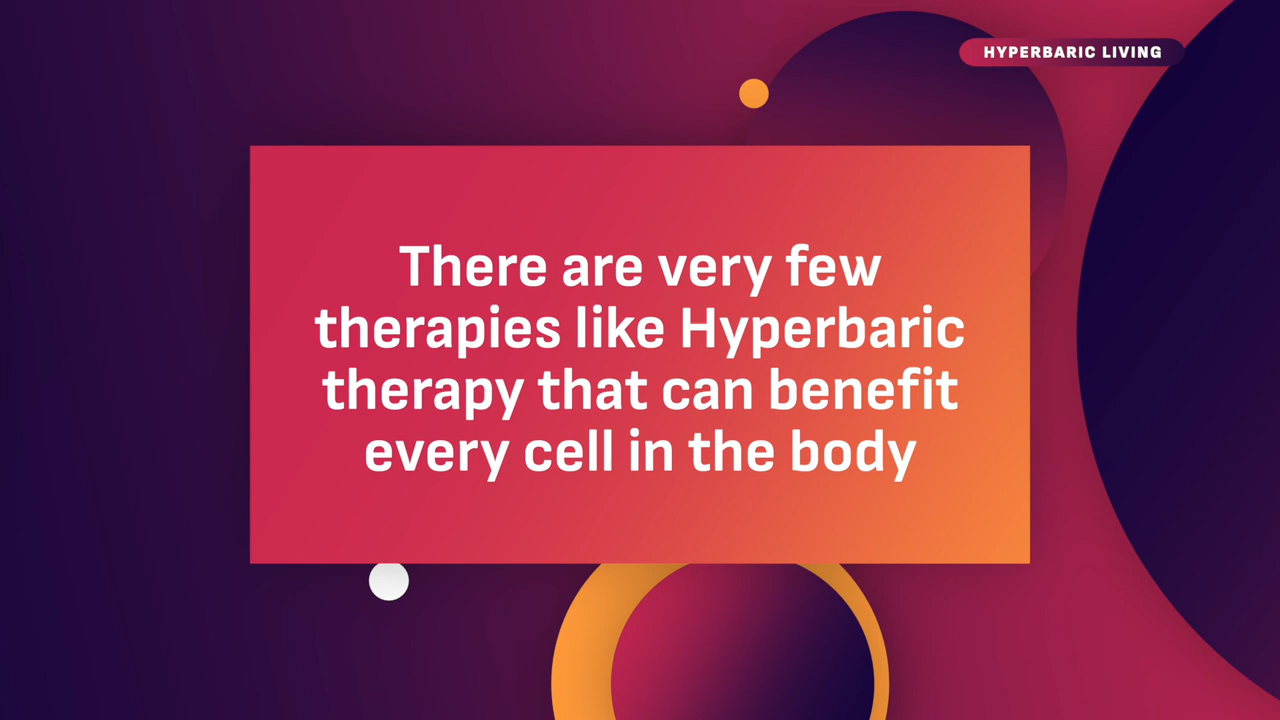 HYPERBARIC LIVING
There are very few
therapies like Hyperbaric
therapy that can benefit
every cell in the body